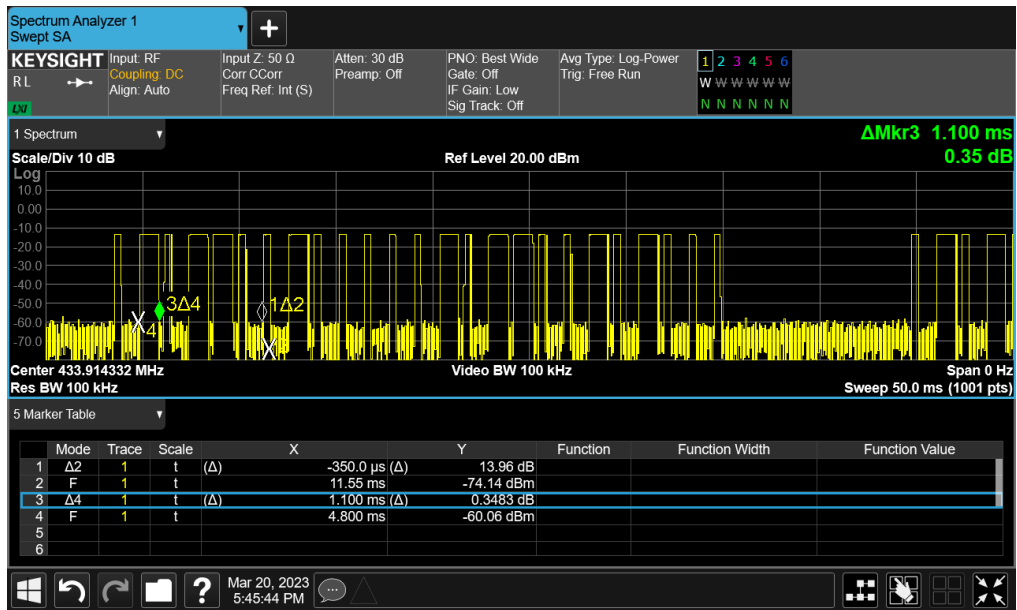 Spectrum Analyzer 1
Swept SA
+
KEYSIGHT Input: RF Input Z: 50 Ω Atten: 30 dB PNO: Best Wide Avg Type: Log-Power 1 2 3 4 5 6
RL Coupling: DC Corr CCorr Preamp: Off Gate: Off Trig: Free Run W W W W W W
Align: Auto Freq Ref: Int (S) IF Gain: Low
LXI Sig Track: Off N N N N N N
1 Spectrum ΔMkr3 1.100 ms
Scale/Div 10 dB Ref Level 20.00 dBm 0.35 dB
Log
10.0
0.00
-10.0
-20.0
-30.0
-40.0
-50.0 3Δ4 1Δ2
-60.0 4
-70.0
Center 433.914332 MHz Video BW 100 kHz Span 0 Hz
Res BW 100 kHz Sweep 50.0 ms (1001 pts)
5 Marker Table
Mode Trace Scale X Y Function Function Width Function Value
1 Δ2 1 t (Δ) -350.0 µs (Δ) 13.96 dB
2 F 1 t 11.55 ms -74.14 dBm
3 Δ4 1 t (Δ) 1.100 ms (Δ) 0.3483 dB
4 F 1 t 4.800 ms -60.06 dBm
5
6
? Mar 20, 2023
5:45:44 PM